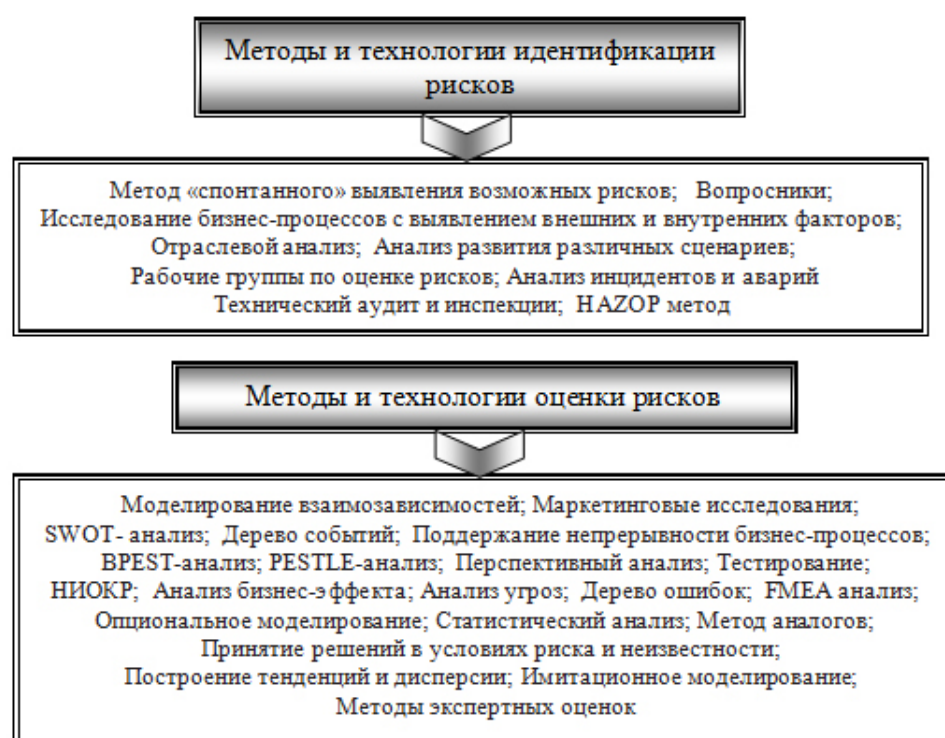 Методы и технологии идентификации
рисков
Метод «спонтанного» выявления возможных рисков; Вопросники;
Исследование бизнес-процессов с выявлением внешних и внутренних факторов;
Отраслевой анализ; Анализ развития различных сценариев;
Рабочие группы по оценке рисков; Анализ инцидентов и аварий
Технический аудит и инспекции; HAZOP метод
Методы и технологии оценки рисков
Моделирование взаимозависимостей; Маркетинговые исследования;
SWOT- анализ; Дерево событий; Поддержание непрерывности бизнес-процессов;
BPEST-анализ; PESTLE-анализ; Перспективный анализ; Тестирование;
НИОКР; Анализ бизнес-эффекта; Анализ угроз; Дерево ошибок; FMEA анализ;
Опциональное моделирование; Статистический анализ; Метод аналогов;
Принятие решений в условиях риска и неизвестности;
Построение тенденций и дисперсии; Имитационное моделирование;
Методы экспертных оценок